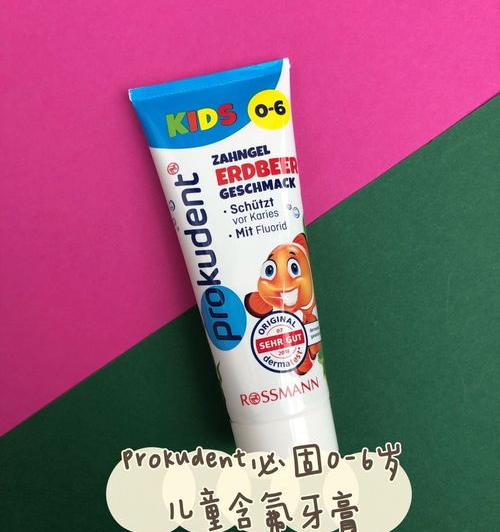 KIDS 0-6
ZAHNGEL
ERDBEER
GESCHMACK
• Schützt
vor Karies
• Mit Fluorid
prokudent
ORIGINAL
SEHR GUT
dermatest
ROSSMANN
Prokudent必固0-6岁
儿童含氟牙膏